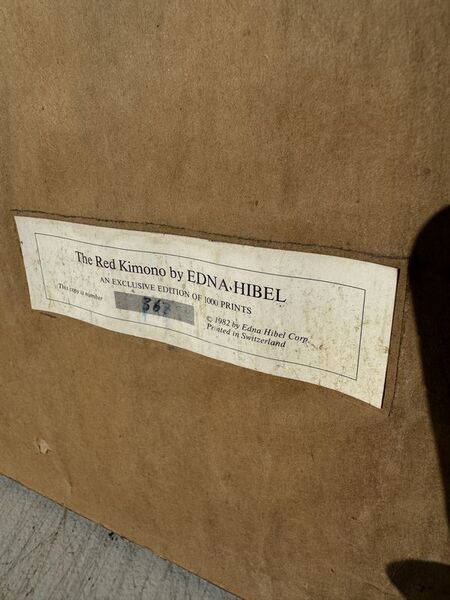 The Red Kimono by EDNA·HIBEL
AN EXCLUSIVE EDITION OF 1000 PRINTS
This copy is number 367
© 1982 by Edna Hibel Corp.
Printed in Switzerland